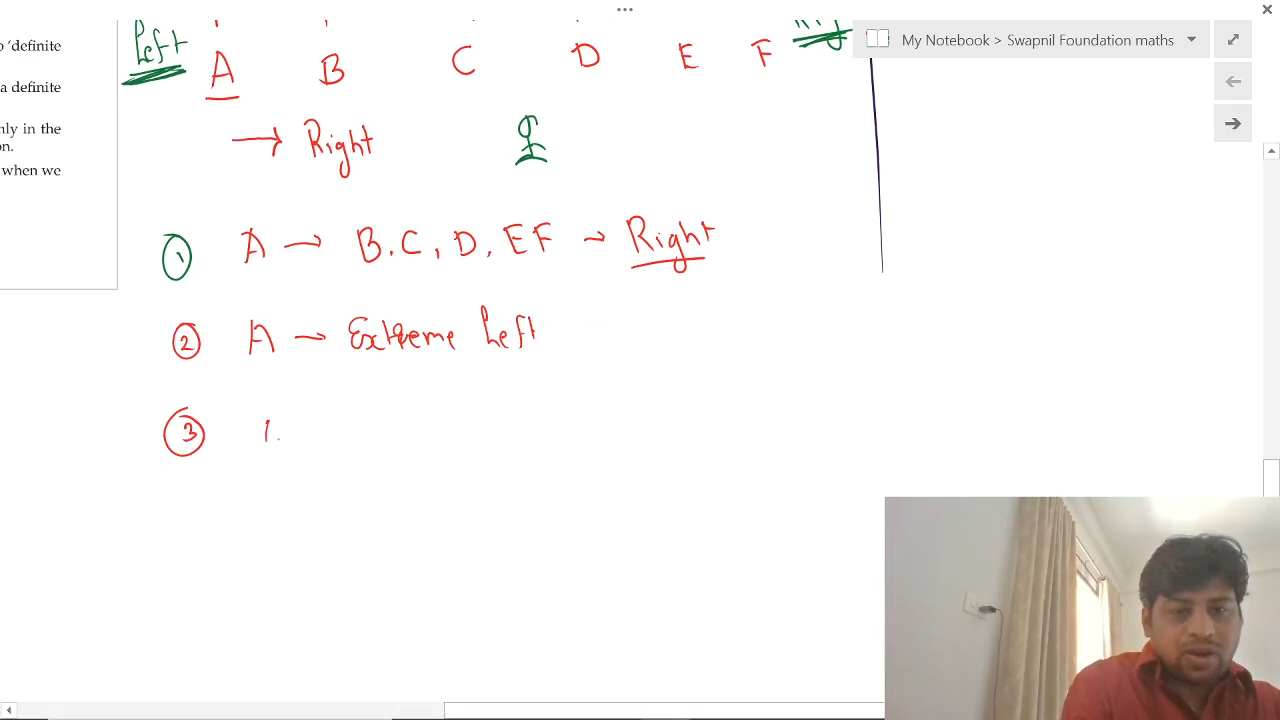 o 'definite
a definite
nly in the
on.
when we
My Notebook > Swapnil Foundation maths
Left
A B C D E F
→ Right
① A → B, C, D, E F → Right
② A → Extreme Left
③